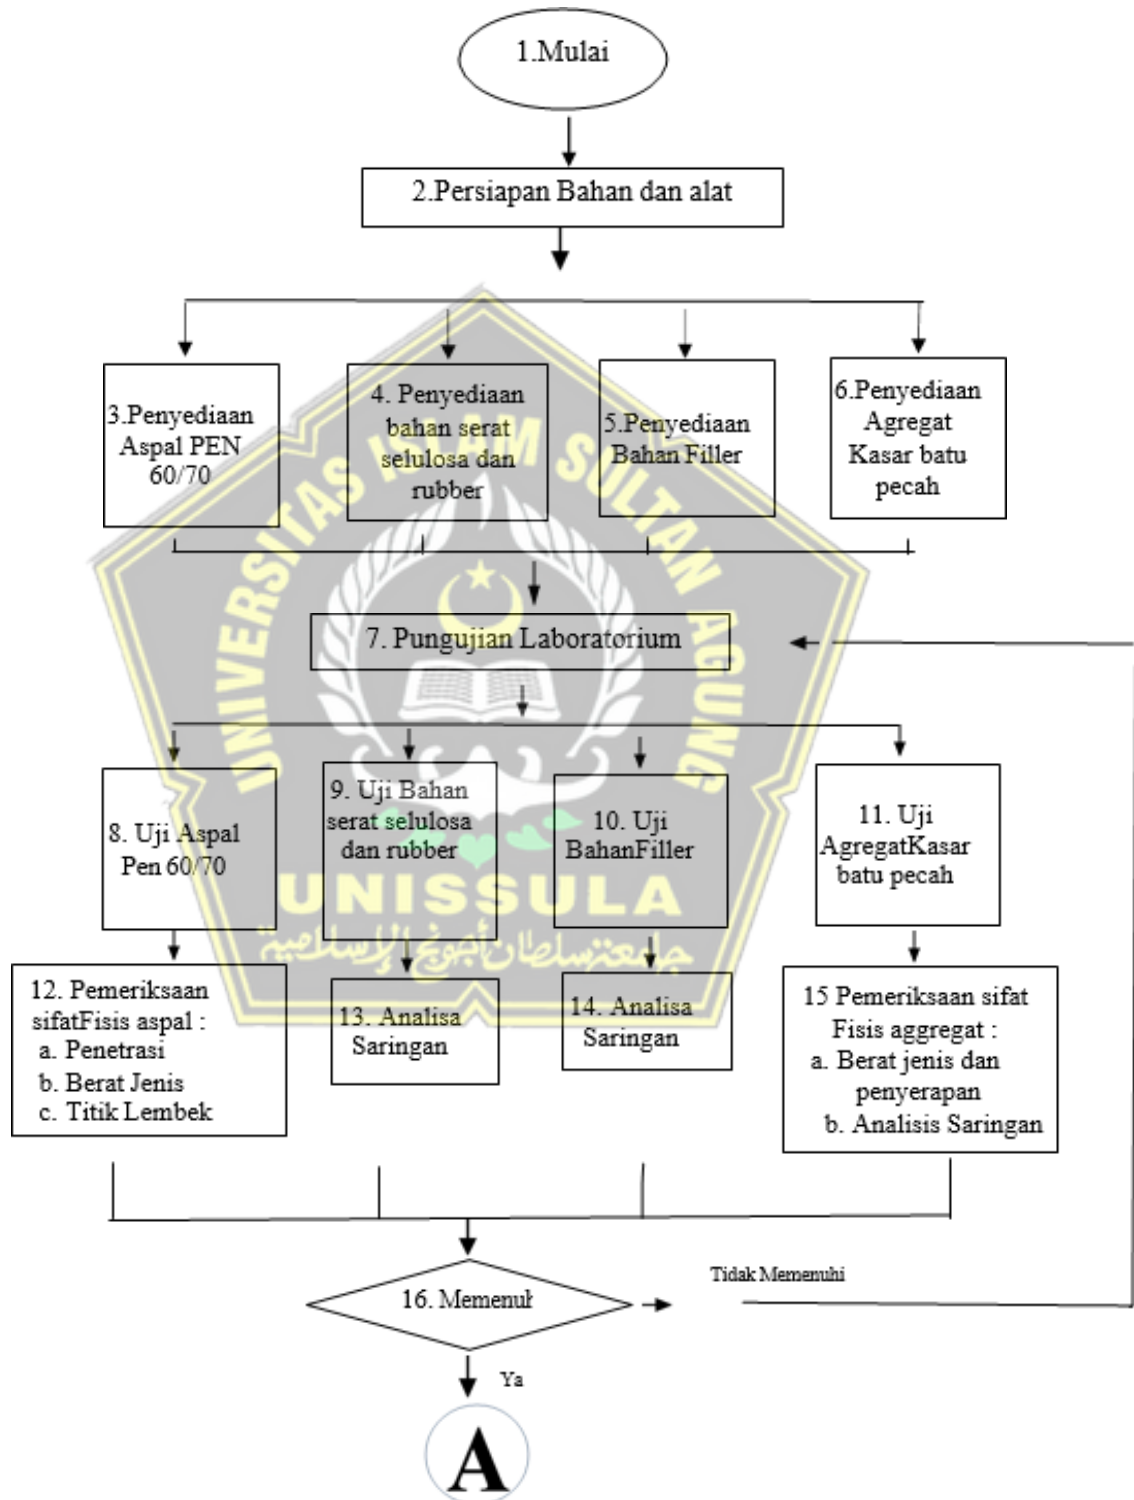 1.Mulai
2.Persiapan Bahan dan alat
3.Penyediaan
Aspal PEN
60/70
4. Penyediaan
bahan serat
selulosa dan
rubber
5.Penyediaan
Bahan Filler
6.Penyediaan
Agregat
Kasar batu
pecah
UNIVERSITAS ISLAM SULTAN AGUNG
7. Pungujian Laboratorium
8. Uji Aspal
Pen 60/70
9. Uji Bahan
serat selulosa
dan rubber
10. Uji
BahanFiller
11. Uji
AgregatKasar
batu pecah
UNISSULA
جامعتسلطان أجونج الإسلامية
12. Pemeriksaan
sifatFisis aspal :
a. Penetrasi
b. Berat Jenis
c. Titik Lembek
13. Analisa
Saringan
14. Analisa
Saringan
15 Pemeriksaan sifat
Fisis aggregat :
a. Berat jenis dan
penyerapan
b. Analisis Saringan
16. Memenuh
Tidak Memenuhi
Ya
A